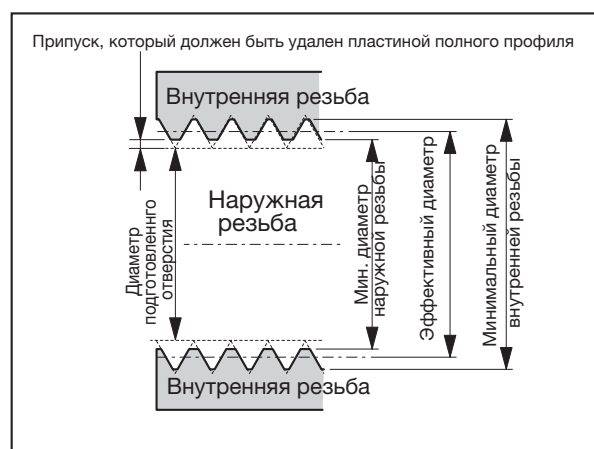 Припуск, который должен быть удален пластиной полного профиля
Внутренняя резьба
Наружная
резьба
Диаметр
подготовленнго
отверстия
Мин. диаметр
наружной резьбы
Эффективный диаметр
Минимальный диаметр
внутренней резьбы
Внутренняя резьба